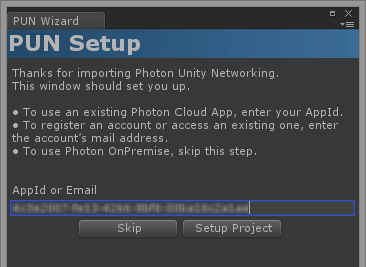 PUN Wizard
PUN Setup
Thanks for importing Photon Unity Networking.
This window should set you up.
● To use an existing Photon Cloud App, enter your AppId.
● To register an account or access an existing one, enter
the account's mail address.
● To use Photon OnPremise, skip this step.
AppId or Email
Skip
Setup Project